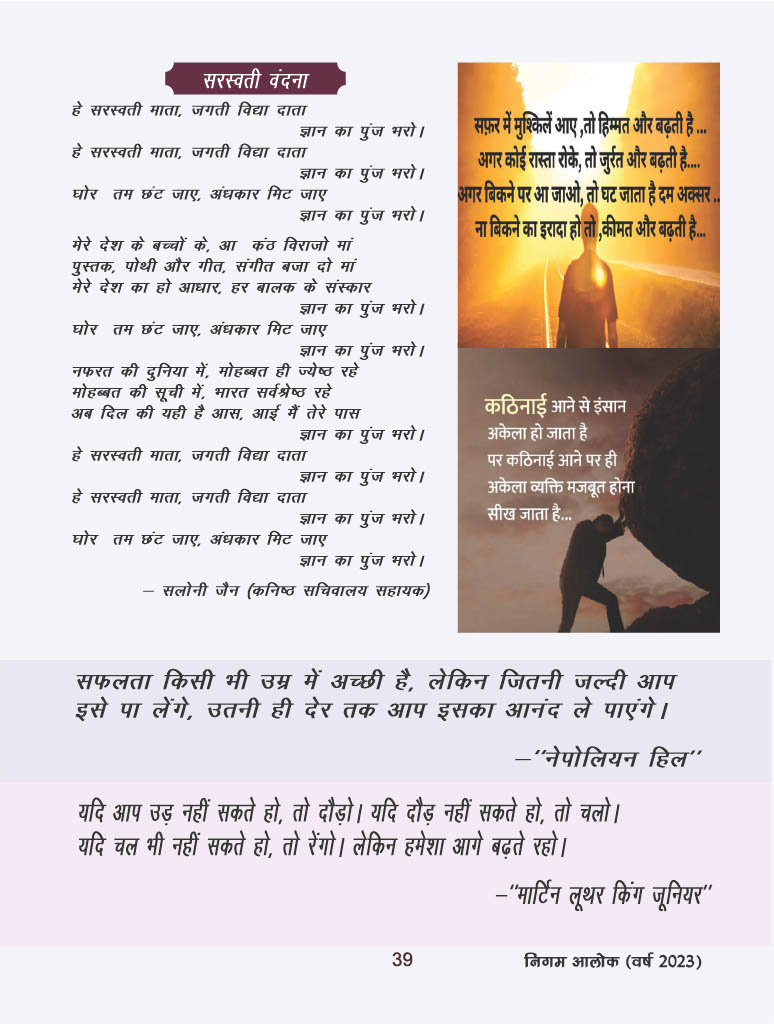 सरस्वती वंदना
हे सरस्वती माता, जगती विद्या दाता
ज्ञान का पुंज भरो।
हे सरस्वती माता, जगती विद्या दाता
ज्ञान का पुंज भरो।
घोर तम छंट जाए, अंधकार मिट जाए
ज्ञान का पुंज भरो।
मेरे देश के बच्चों के, आ कंठ विराजो मां
पुस्तक, पोथी और गीत, संगीत बजा दो मां
मेरे देश का हो आधार, हर बालक के संस्कार
ज्ञान का पुंज भरो।
घोर तम छंट जाए, अंधकार मिट जाए
ज्ञान का पुंज भरो।
नफरत की दुनिया में, मोहब्बत ही ज्येष्ठ रहे
मोहब्बत की सूची में, भारत सर्वश्रेष्ठ रहे
अब दिल की यही है आस, आई मैं तेरे पास
ज्ञान का पुंज भरो।
हे सरस्वती माता, जगती विद्या दाता
ज्ञान का पुंज भरो।
हे सरस्वती माता, जगती विद्या दाता
ज्ञान का पुंज भरो।
घोर तम छंट जाए, अंधकार मिट जाए
ज्ञान का पुंज भरो।
– सलोनी जैन (कनिष्ठ सचिवालय सहायक)
सफ़र में मुश्किलें आए ,तो हिम्मत और बढ़ती है ...
अगर कोई रास्ता रोके, तो जुर्रत और बढ़ती है....
अगर बिकने पर आ जाओ, तो घट जाता है दम अक्सर ..
ना बिकने का इरादा हो तो ,कीमत और बढ़ती है...
कठिनाई आने से इंसान
अकेला हो जाता है
पर कठिनाई आने पर ही
अकेला व्यक्ति मजबूत होना
सीख जाता है...
सफलता किसी भी उम्र में अच्छी है, लेकिन जितनी जल्दी आप
इसे पा लेंगे, उतनी ही देर तक आप इसका आनंद ले पाएंगे।
–"नेपोलियन हिल"
यदि आप उड़ नहीं सकते हो, तो दौड़ो। यदि दौड़ नहीं सकते हो, तो चलो।
यदि चल भी नहीं सकते हो, तो रेंगो। लेकिन हमेशा आगे बढ़ते रहो।
–"मार्टिन लूथर किंग जूनियर"
39
निगम आलोक (वर्ष 2023)